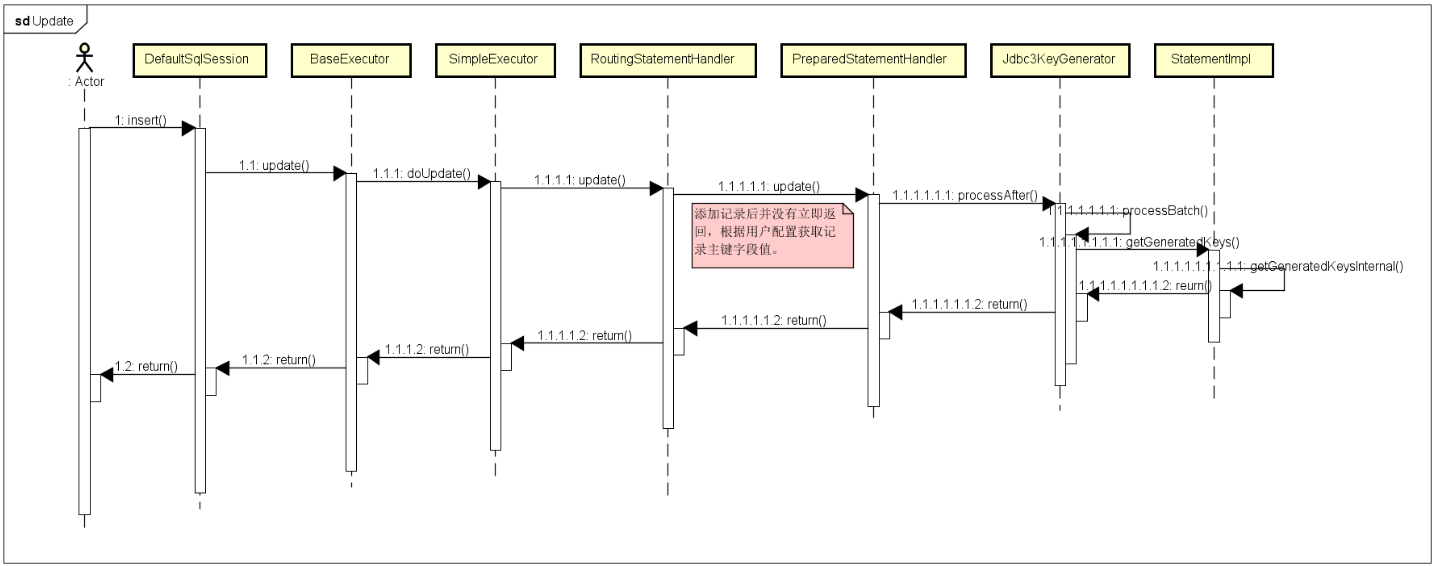 sd Update
: Actor
DefaultSqlSession
BaseExecutor
SimpleExecutor
RoutingStatementHandler
PreparedStatementHandler
Jdbc3KeyGenerator
StatementImpl
1: insert()
1.1: update()
1.1.1: doUpdate()
1.1.1.1: update()
1.1.1.1.1: update()
1.1.1.1.1.1: processAfter()
1.1.1.1.1.1.1: processBatch()
添加记录后并没有立即返
回，根据用户配置获取记
录主键字段值。
1.1.1.1.1.1.1.1: getGeneratedKeys()
1.1.1.1.1.1.1.1.1: getGeneratedKeysInternal()
1.1.1.1.1.1.1.1.2: reurn()
1.1.1.1.1.1.2: return()
1.1.1.1.1.2: return()
1.1.1.1.2: return()
1.1.1.2: return()
1.1.2: return()
1.2: return()